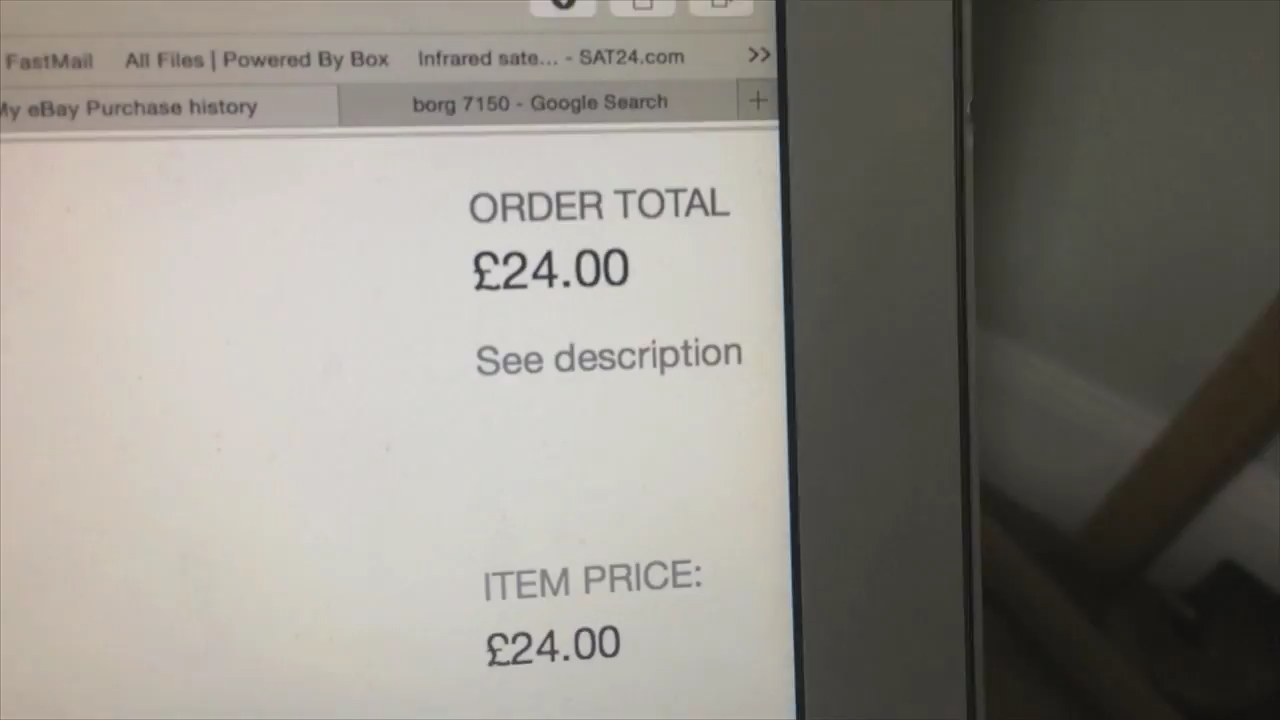 FastMail All Files | Powered By Box Infrared sate... - SAT24.com >>
My eBay Purchase history borg 7150 - Google Search +
ORDER TOTAL
£24.00
See description
ITEM PRICE:
£24.00